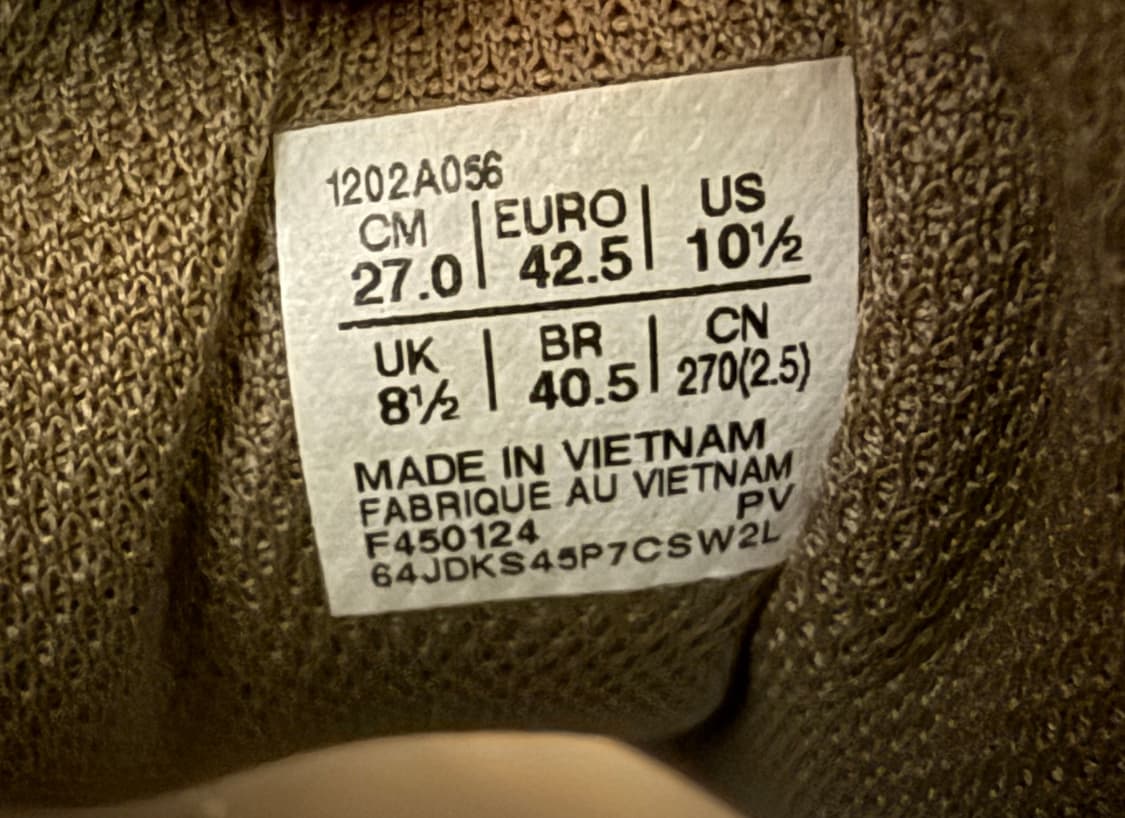 1202A056
CM | EURO | US
27.0 | 42.5 | 10½
UK | BR | CN
8½ | 40.5 | 270(2.5)
MADE IN VIETNAM
FABRIQUE AU VIETNAM
PV
F450124
64JDKS45P7CSW2L